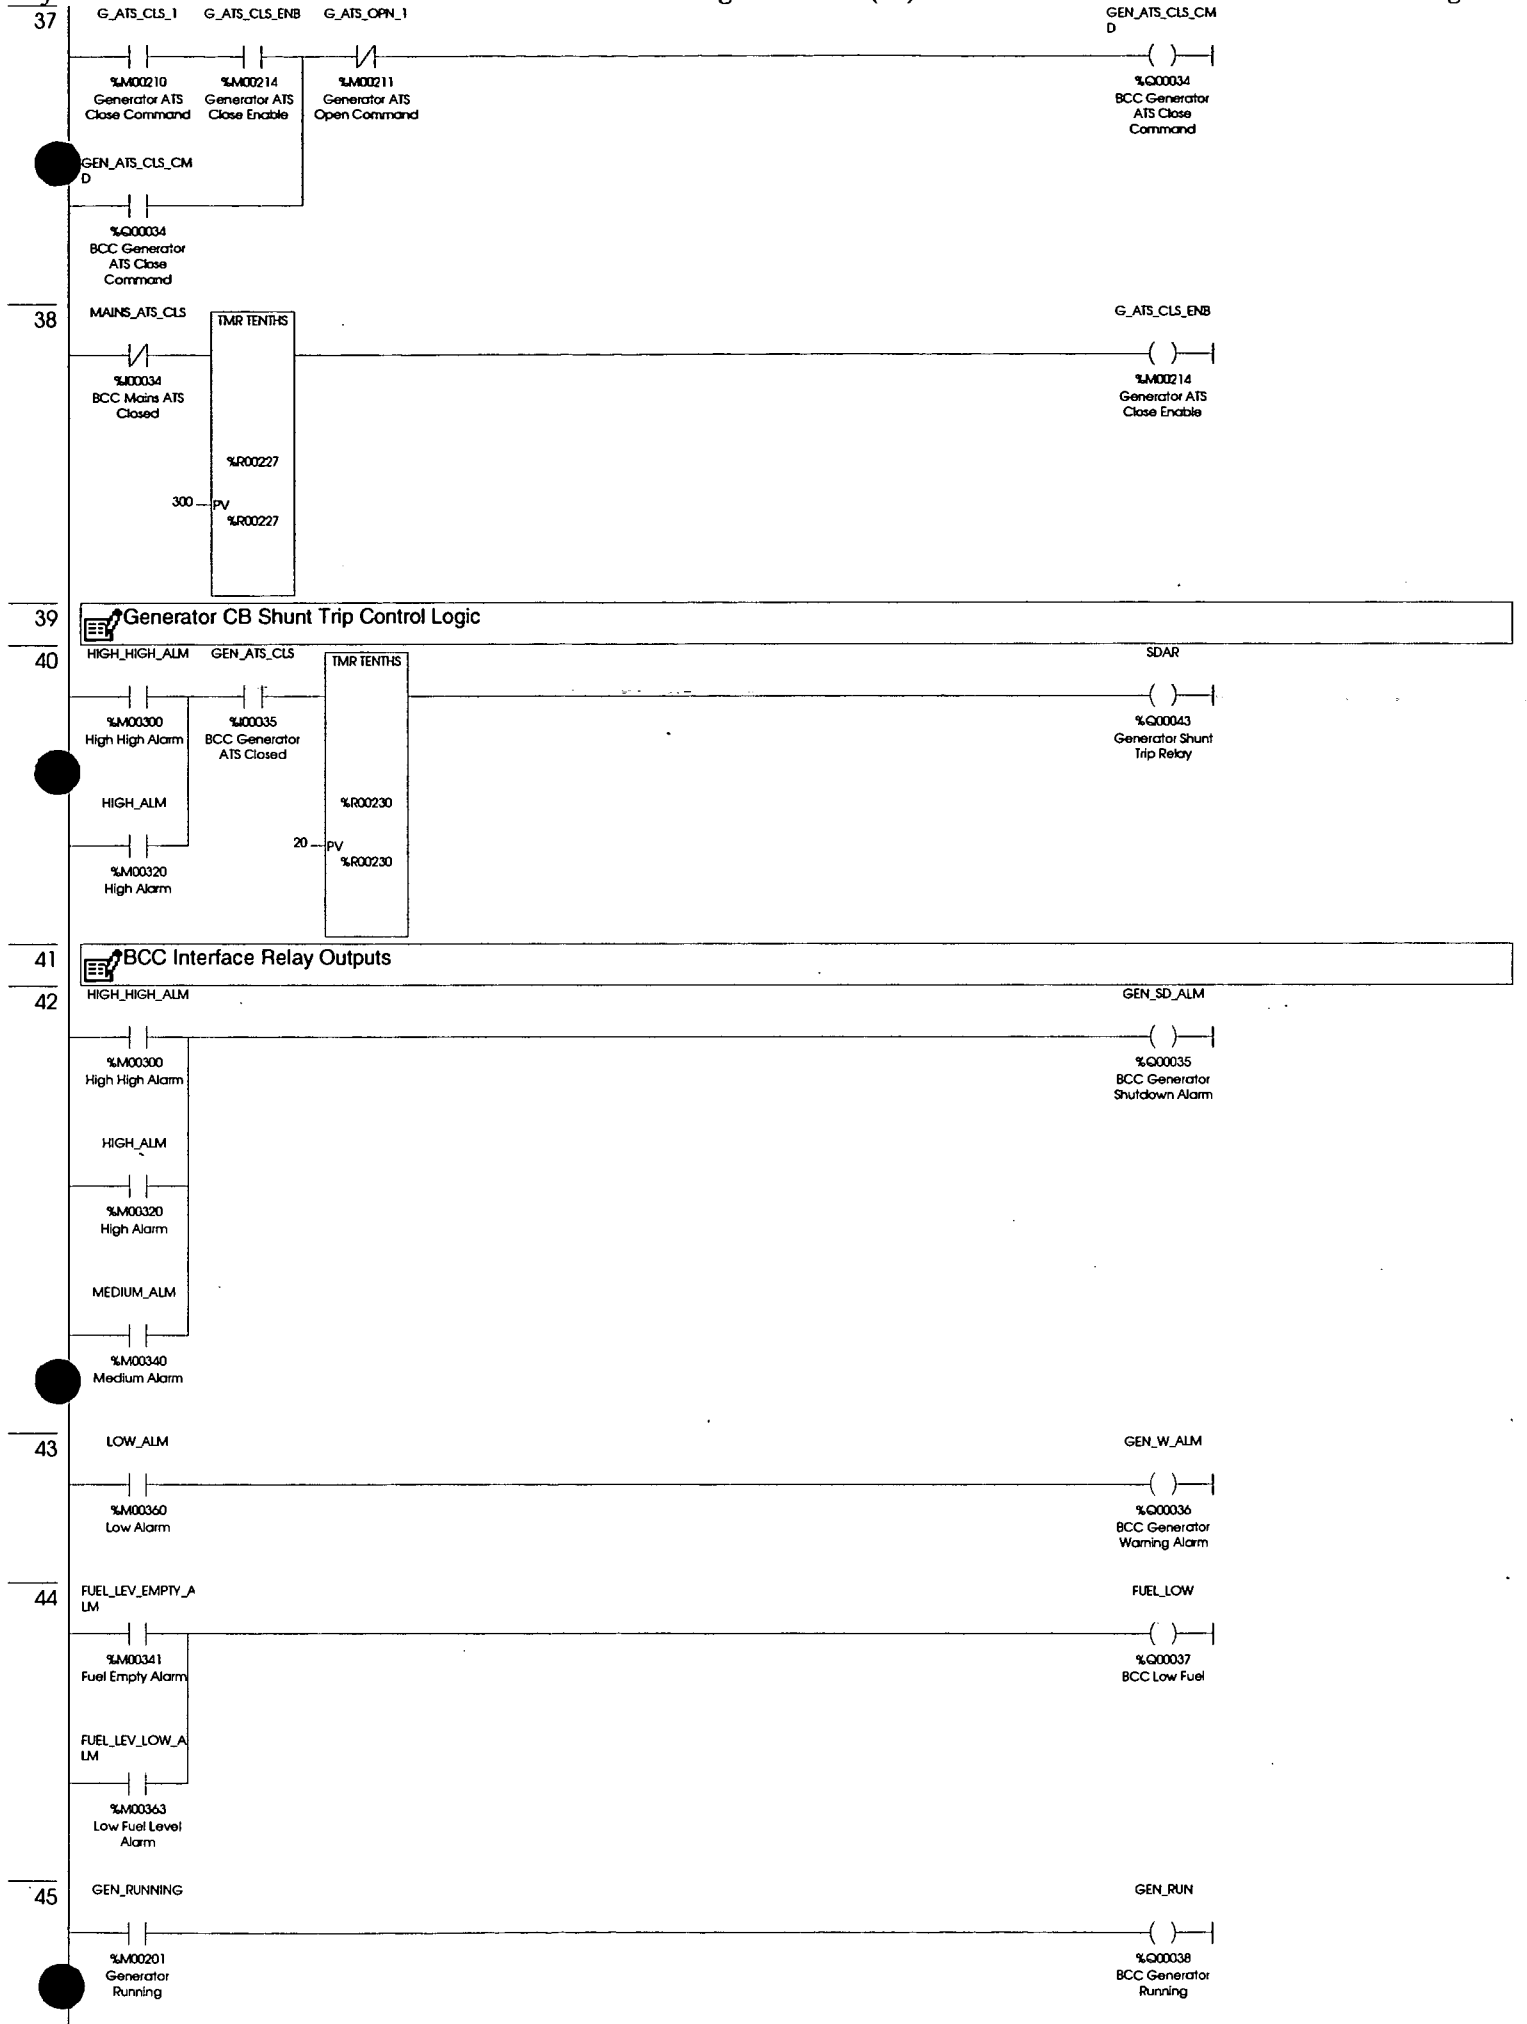 37
G_ATS_CLS_1 G_ATS_CLS_ENB G_ATS_OPN_1 GEN_ATS_CLS_CM
D
%M00210 %M00214 %M00211 %Q00034
Generator ATS Generator ATS Generator ATS BCC Generator
Close Command Close Enable Open Command ATS Close
Command
GEN_ATS_CLS_CM
D
%Q00034
BCC Generator
ATS Close
Command
38
MAINS_ATS_CLS TMR TENTHS G_ATS_CLS_ENB
%I00034 %M00214
BCC Mains ATS Generator ATS
Closed Close Enable
%R00227
300 PV
%R00227
39 Generator CB Shunt Trip Control Logic
40
HIGH_HIGH_ALM GEN_ATS_CLS TMR TENTHS SDAR
%M00300 %I00035 %Q00043
High High Alarm BCC Generator Generator Shunt
ATS Closed Trip Relay
HIGH_ALM %R00230
20 PV
%R00230
%M00320
High Alarm
41 BCC Interface Relay Outputs
42
HIGH_HIGH_ALM GEN_SD_ALM
%M00300 %Q00035
High High Alarm BCC Generator
Shutdown Alarm
HIGH_ALM
%M00320
High Alarm
MEDIUM_ALM
%M00340
Medium Alarm
43
LOW_ALM GEN_W_ALM
%M00360 %Q00036
Low Alarm BCC Generator
Warning Alarm
44
FUEL_LEV_EMPTY_A FUEL_LOW
LM
%M00341 %Q00037
Fuel Empty Alarm BCC Low Fuel
FUEL_LEV_LOW_A
LM
%M00363
Low Fuel Level
Alarm
45
GEN_RUNNING GEN_RUN
%M00201 %Q00038
Generator BCC Generator
Running Running